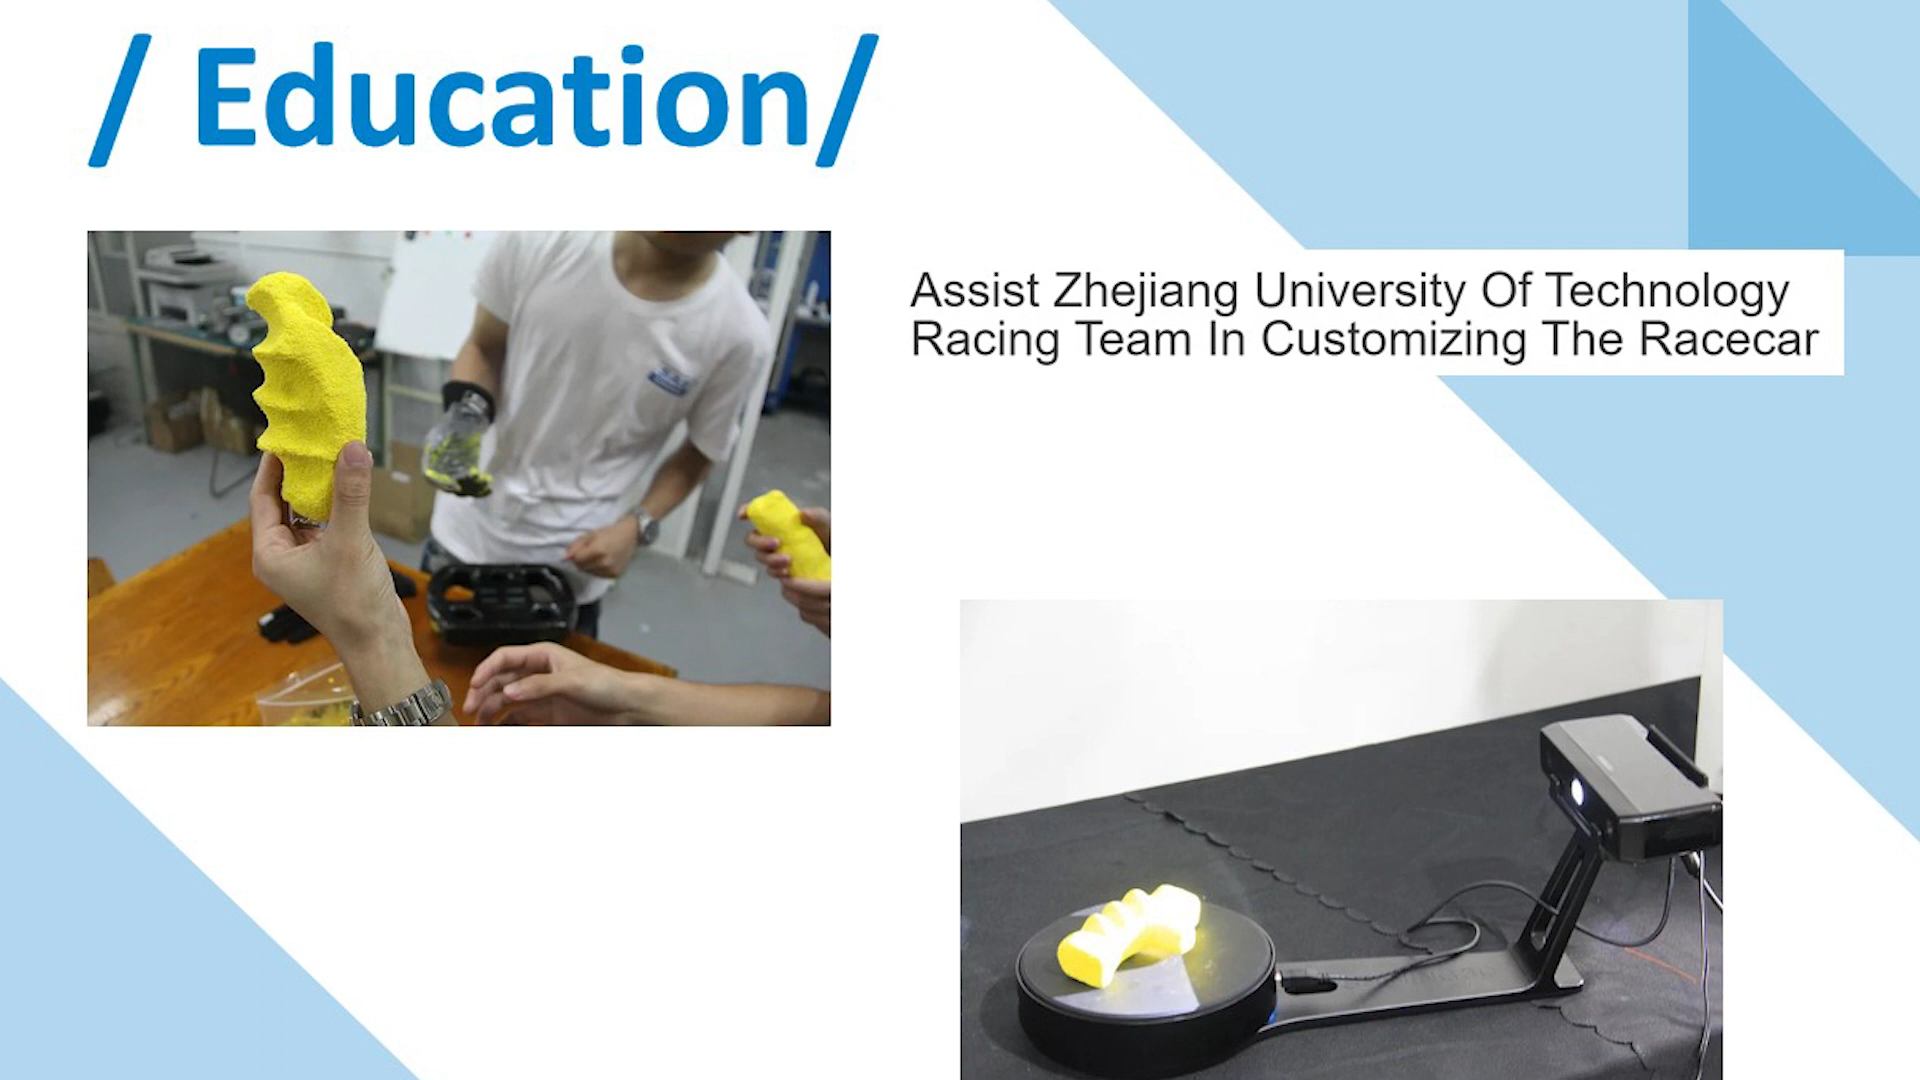 / Education/
Assist Zhejiang University Of Technology
Racing Team In Customizing The Racecar